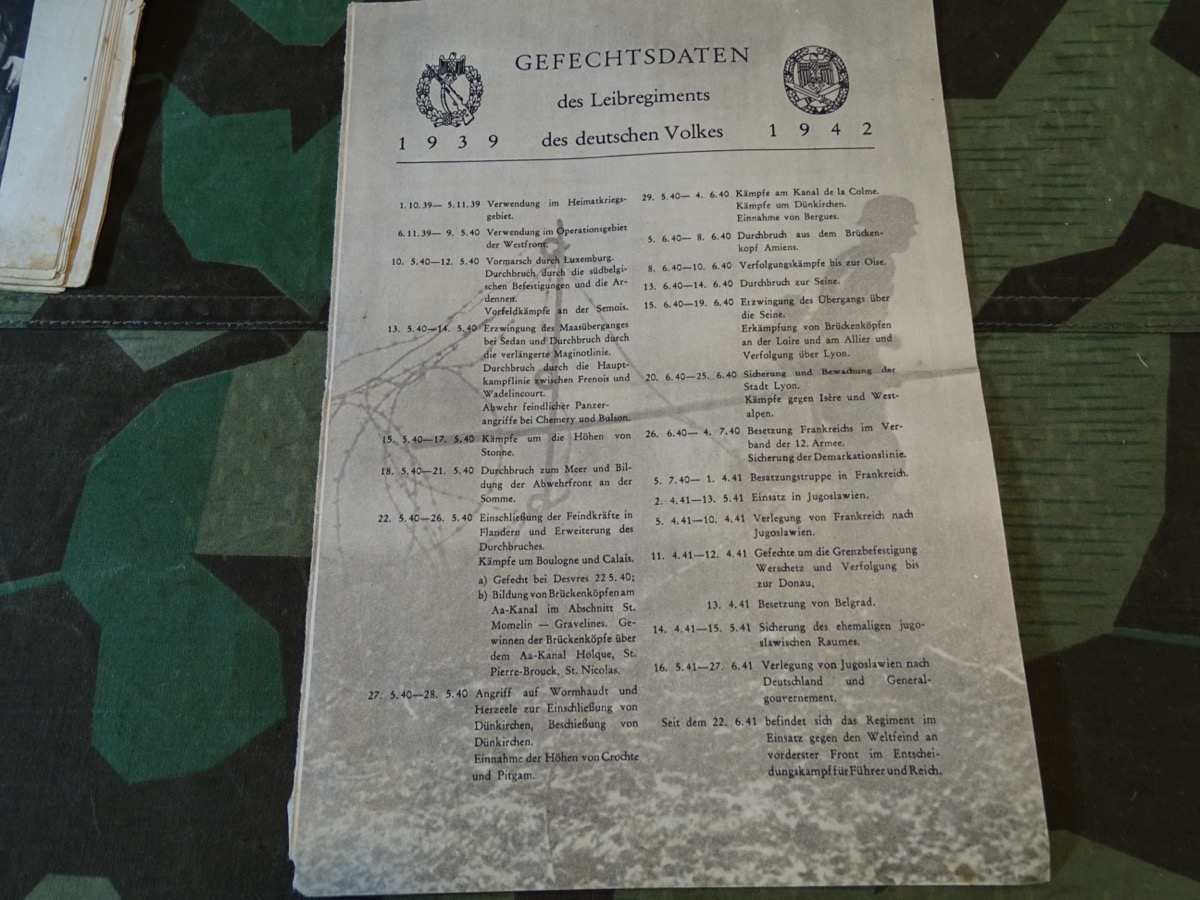 GEFECHTSDATEN
des Leibregiments
1939 des deutschen Volkes 1942
1.10.39— 5.11.39 Verwendung im Heimatkriegs-
gebiet.
6.11.39— 9. 5.40 Verwendung im Operationsgebiet
der Westfront.
10. 5.40—12. 5.40 Vormarsch durch Luxemburg.
Durchbruch durch die südbelgi-
schen Befestigungen und die Ar-
dennen.
Vorfeldkämpfe an der Semois.
13. 5.40—14. 5.40 Erzwingung des Maasüberganges
bei Sedan und Durchbruch durch
die verlängerte Maginotlinie.
Durchbruch durch die Haupt-
kampflinie zwischen Frenois und
Wadelincourt.
Abwehr feindlicher Panzer-
angriffe bei Chemery und Bulson.
15. 5.40—17. 5.40 Kämpfe um die Höhen von
Stonne.
18. 5.40—21. 5.40 Durchbruch zum Meer und Bil-
dung der Abwehrfront an der
Somme.
22. 5.40—26. 5.40 Einschließung der Feindkräfte in
Flandern und Erweiterung des
Durchbruches.
Kämpfe um Boulogne und Calais.
a) Gefecht bei Desvres 22 5. 40;
b) Bildung von Brückenköpfen am
Aa-Kanal im Abschnitt St.
Momelin — Gravelines. Ge-
winnen der Brückenköpfe über
dem Aa-Kanal Holque, St.
Pierre-Brouck, St. Nicolas.
27. 5.40—28. 5.40 Angriff auf Wormhaudt und
Herzeele zur Einschließung von
Dünkirchen, Beschießung von
Dünkirchen.
Einnahme der Höhen von Crochte
und Pitgam.
29. 5.40— 4. 6.40 Kämpfe am Kanal de la Colme.
Kämpfe um Dünkirchen.
Einnahme von Bergues.
5. 6.40— 8. 6.40 Durchbruch aus dem Brücken-
kopf Amiens.
8. 6.40—10. 6.40 Verfolgungskämpfe bis zur Oise.
13. 6.40—14. 6.40 Durchbruch zur Seine.
15. 6.40—19. 6.40 Erzwingung des Übergangs über
die Seine.
Erkämpfung von Brückenköpfen
an der Loire und am Allier und
Verfolgung über Lyon.
20. 6.40—25. 6.40 Sicherung und Bewachung der
Stadt Lyon.
Kämpfe gegen Isère und West-
alpen.
26. 6.40— 4. 7.40 Besetzung Frankreichs im Ver-
band der 12. Armee.
Sicherung der Demarkationslinie.
5. 7.40— 1. 4.41 Besatzungstruppe in Frankreich.
2. 4.41—13. 5.41 Einsatz in Jugoslawien.
5. 4.41—10. 4.41 Verlegung von Frankreich nach
Jugoslawien.
11. 4.41—12. 4.41 Gefechte um die Grenzbefestigung
Werschetz und Verfolgung bis
zur Donau.
13. 4.41 Besetzung von Belgrad.
14. 4.41—15. 5.41 Sicherung des ehemaligen jugo-
slawischen Raumes.
16. 5.41—27. 6.41 Verlegung von Jugoslawien nach
Deutschland und General-
gouvernement.
Seit dem 22. 6.41 befindet sich das Regiment im
Einsatz gegen den Weltfeind an
vorderster Front im Entschei-
dungskampf für Führer und Reich.